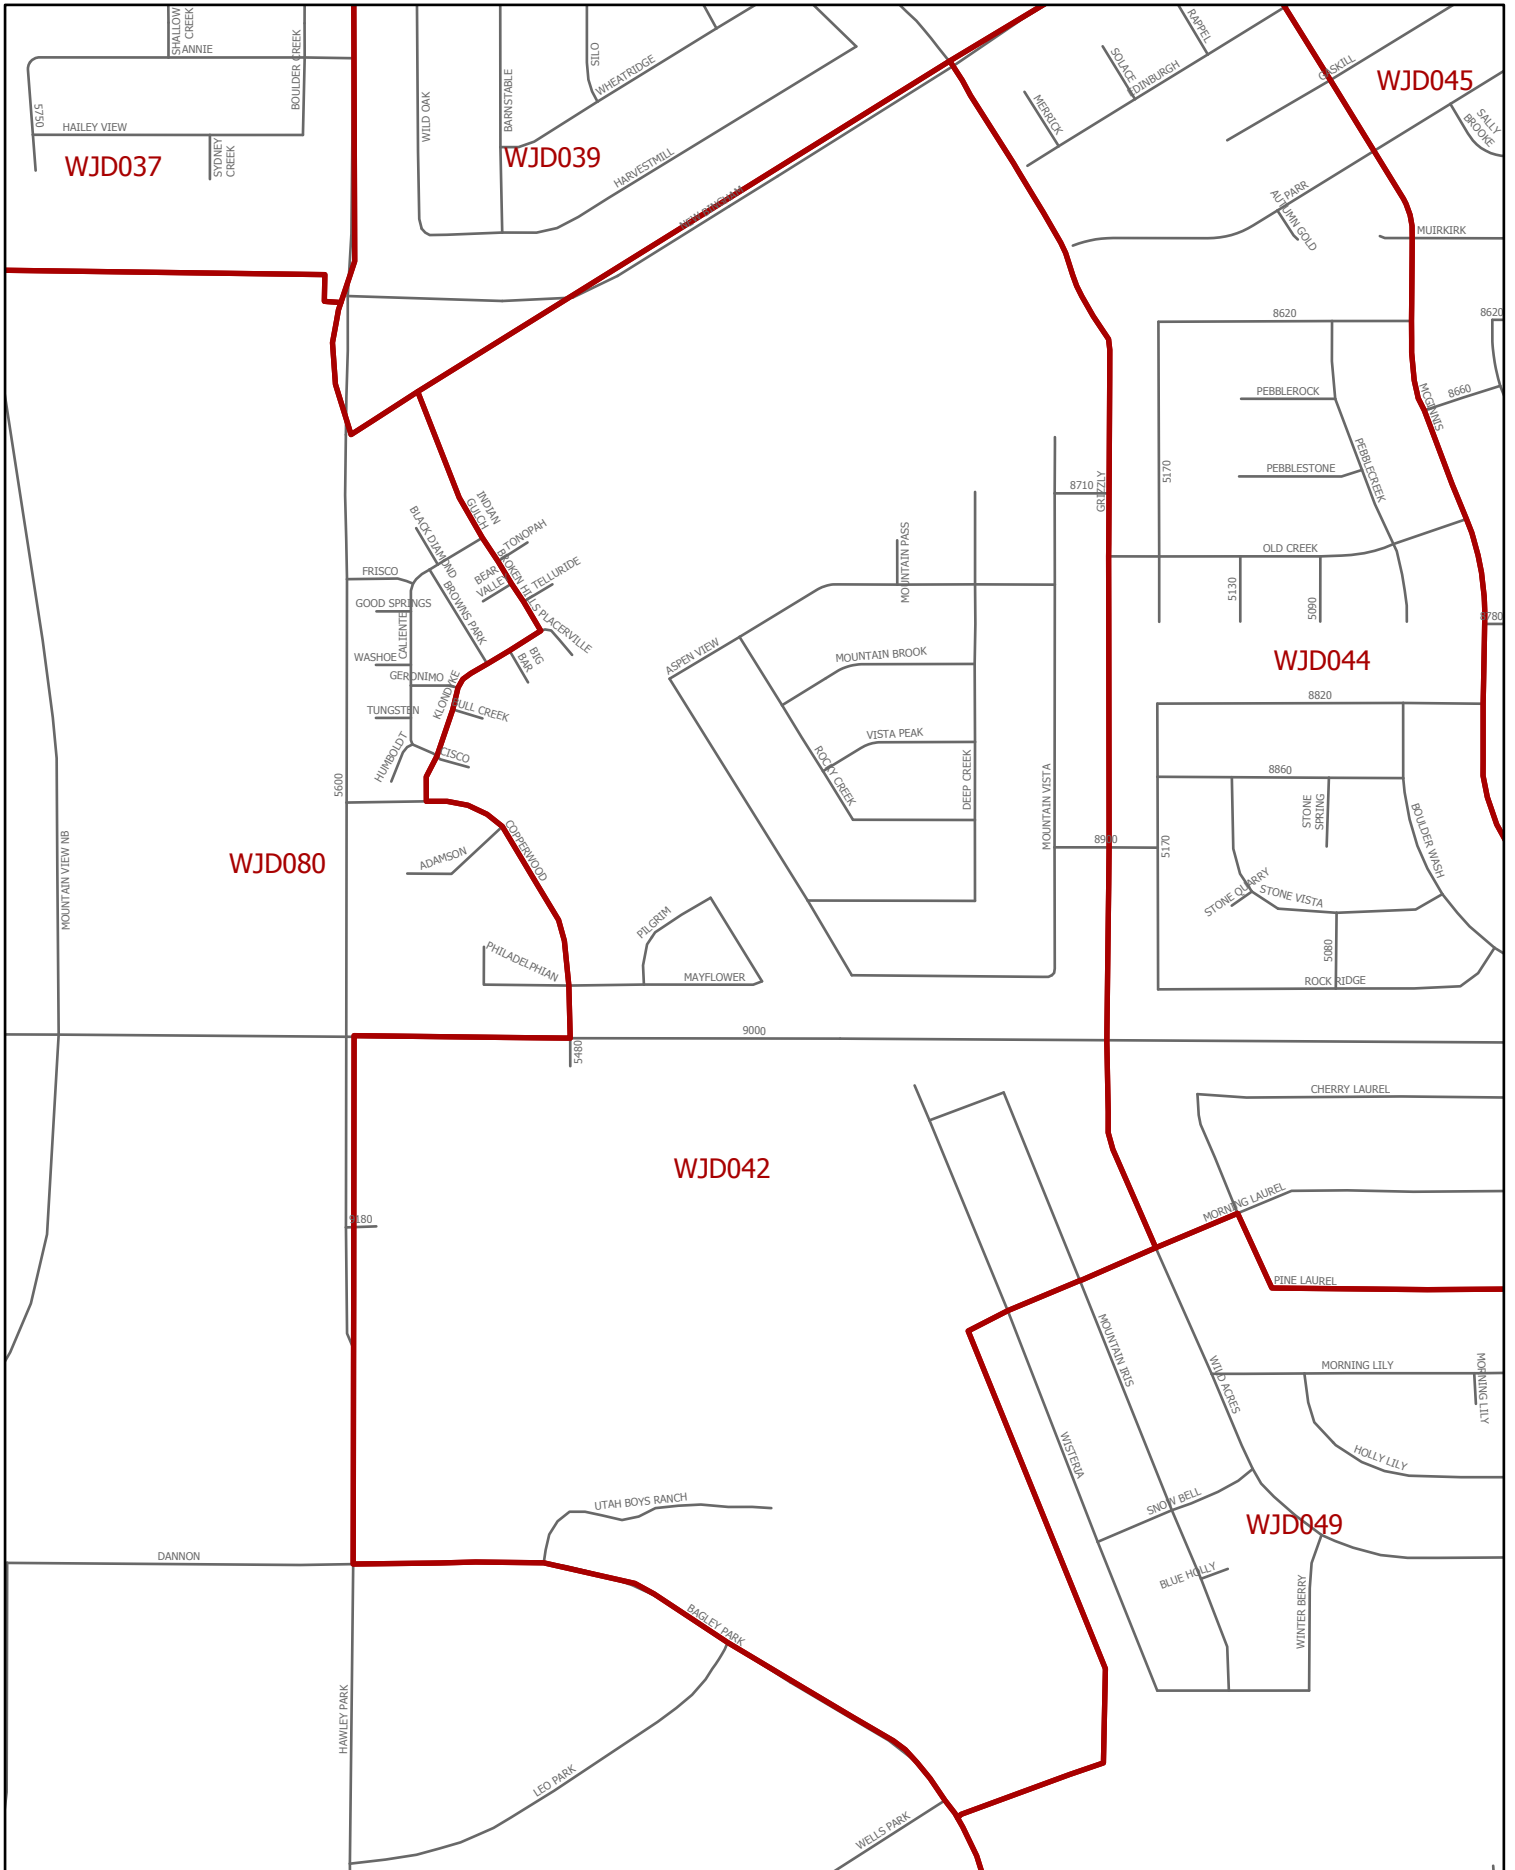 SHALLOW
CREEK
ANNIE
BOULDER CREEK
5750
HAILEY VIEW
SYDNEY
CREEK
WJD037
WILD OAK
BARNSTABLE
SILO
WHEATRIDGE
WJD039
HARVESTMILL
NEW BINGHAM
RAPPEL
SOLACE
EDINBURGH
MERRICK
GASKILL
WJD045
SALLY
BROOKE
PARR
AUTUMN GOLD
MUIRKIRK
8620
8620
PEBBLEROCK
MCGINNIS
8660
PEBBLESTONE
PEBBLECREEK
5170
8710
GRIZZLY
OLD CREEK
5130
5090
8780
WJD044
INDIAN
GULCH
BLACK DIAMOND
TONOPAH
BEAR
VALLEY
BROKEN HILLS
TELLURIDE
FRISCO
GOOD SPRINGS
CALIENTE
BROWNS PARK
PLACERVILLE
WASHOE
BIG
BAR
GERONIMO
KLONDYKE
TUNGSTEN
BULL CREEK
HUMBOLDT
CISCO
5600
MOUNTAIN PASS
ASPEN VIEW
MOUNTAIN BROOK
VISTA PEAK
ROCKY CREEK
DEEP CREEK
MOUNTAIN VISTA
8820
8860
STONE
SPRING
BOULDER WASH
8900
5170
MOUNTAIN VIEW NB
WJD080
ADAMSON
COPPERWOOD
STONE QUARRY
STONE VISTA
PILGRIM
PHILADELPHIAN
MAYFLOWER
5080
ROCK RIDGE
9000
5480
CHERRY LAUREL
WJD042
9180
MORNING LAUREL
PINE LAUREL
MOUNTAIN IRIS
WILD ACRES
MORNING LILY
MORNING LILY
WISTERIA
HOLLY LILY
SNOW BELL
WJD049
UTAH BOYS RANCH
DANNON
BLUE HOLLY
WINTER BERRY
BAGLEY PARK
HAWLEY PARK
LEO PARK
WELLS PARK